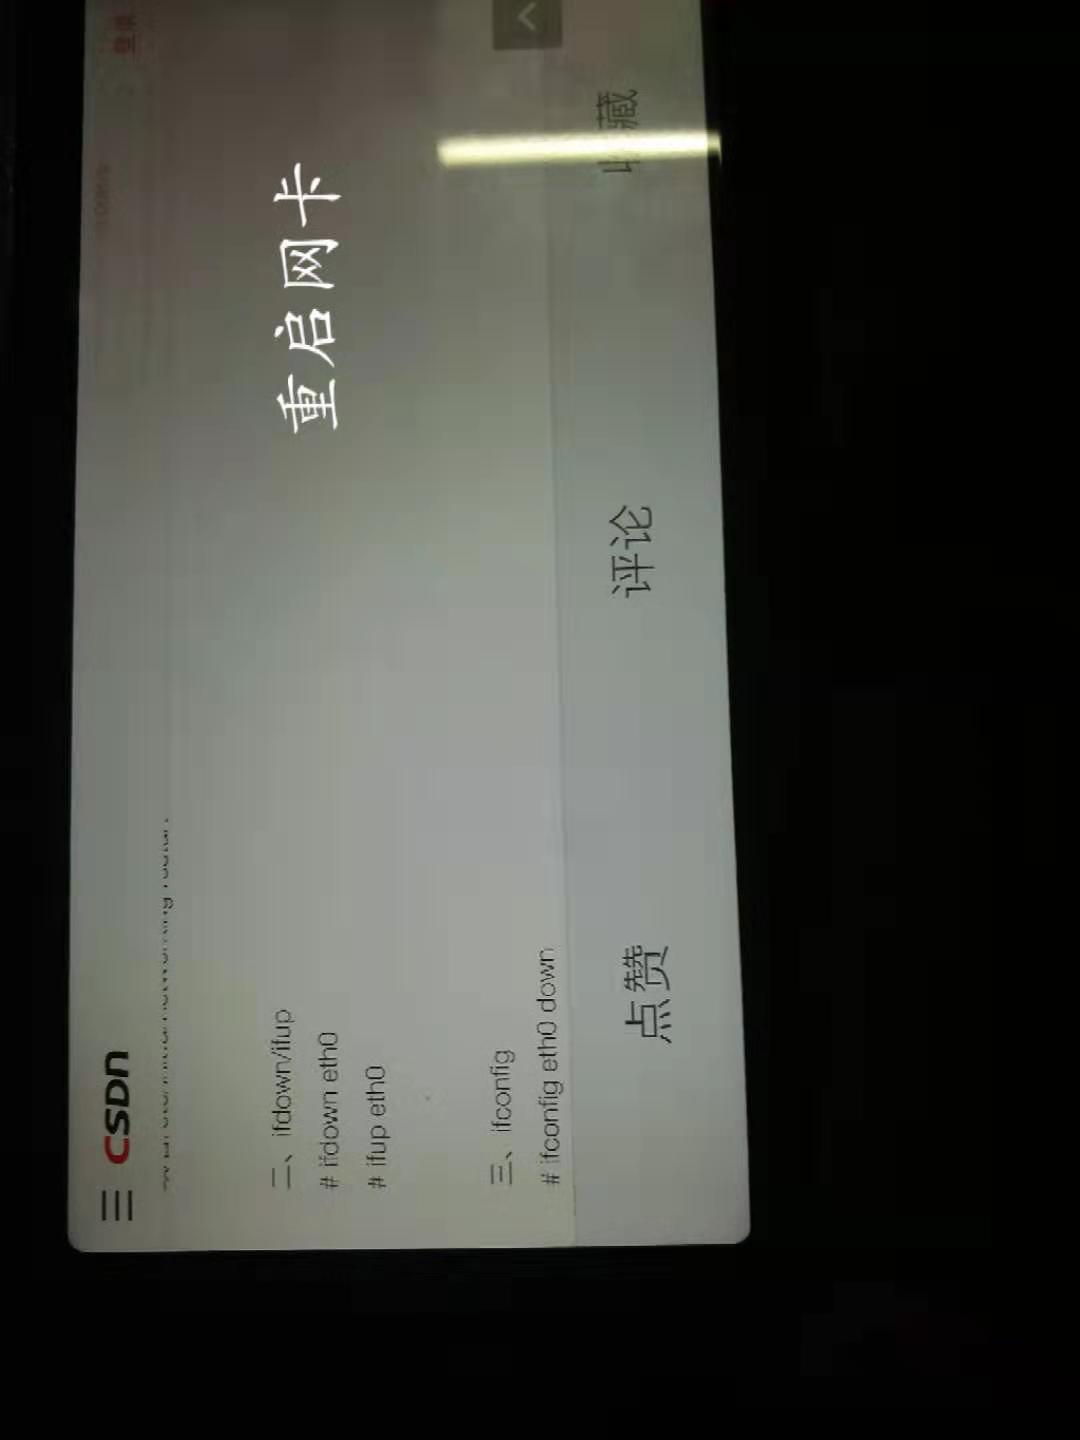 CSDN
重启网卡
二、ifdown/ifup
# ifdown eth0
# ifup eth0
三、ifconfig
# ifconfig eth0 down
点赞
评论
收藏